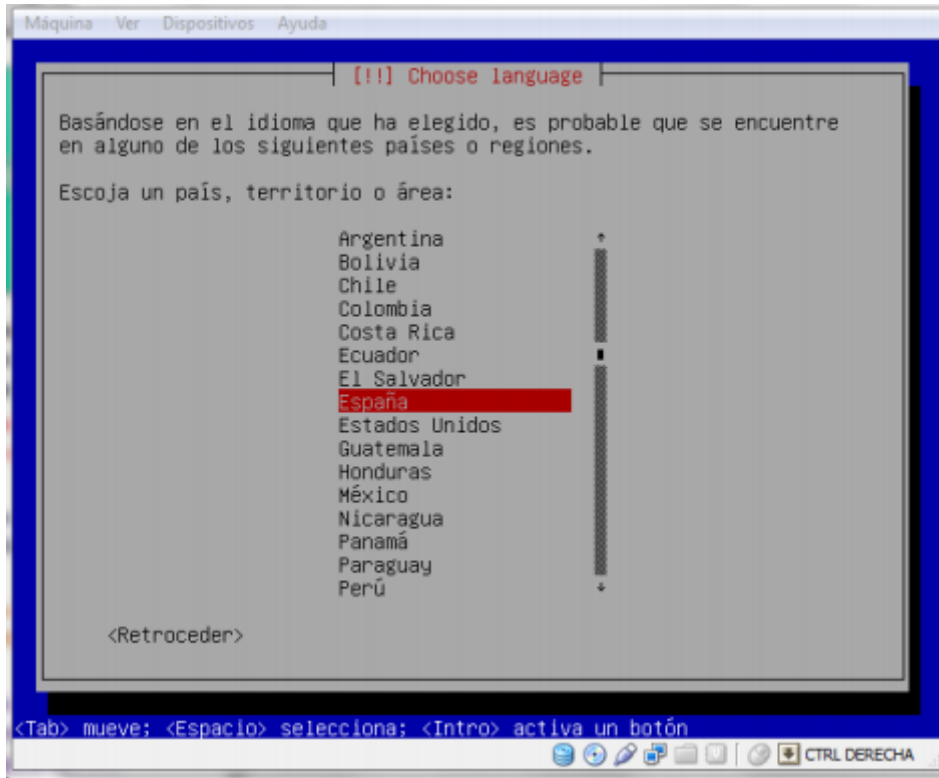 Máquina Ver Dispositivos Ayuda
[!!] Choose language
Basándose en el idioma que ha elegido, es probable que se encuentre
en alguno de los siguientes países o regiones.
Escoja un país, territorio o área:
Argentina
Bolivia
Chile
Colombia
Costa Rica
Ecuador
El Salvador
España
Estados Unidos
Guatemala
Honduras
México
Nicaragua
Panamá
Paraguay
Perú
<Retroceder>
<Tab> mueve; <Espacio> selecciona; <Intro> activa un botón
CTRL DERECHA